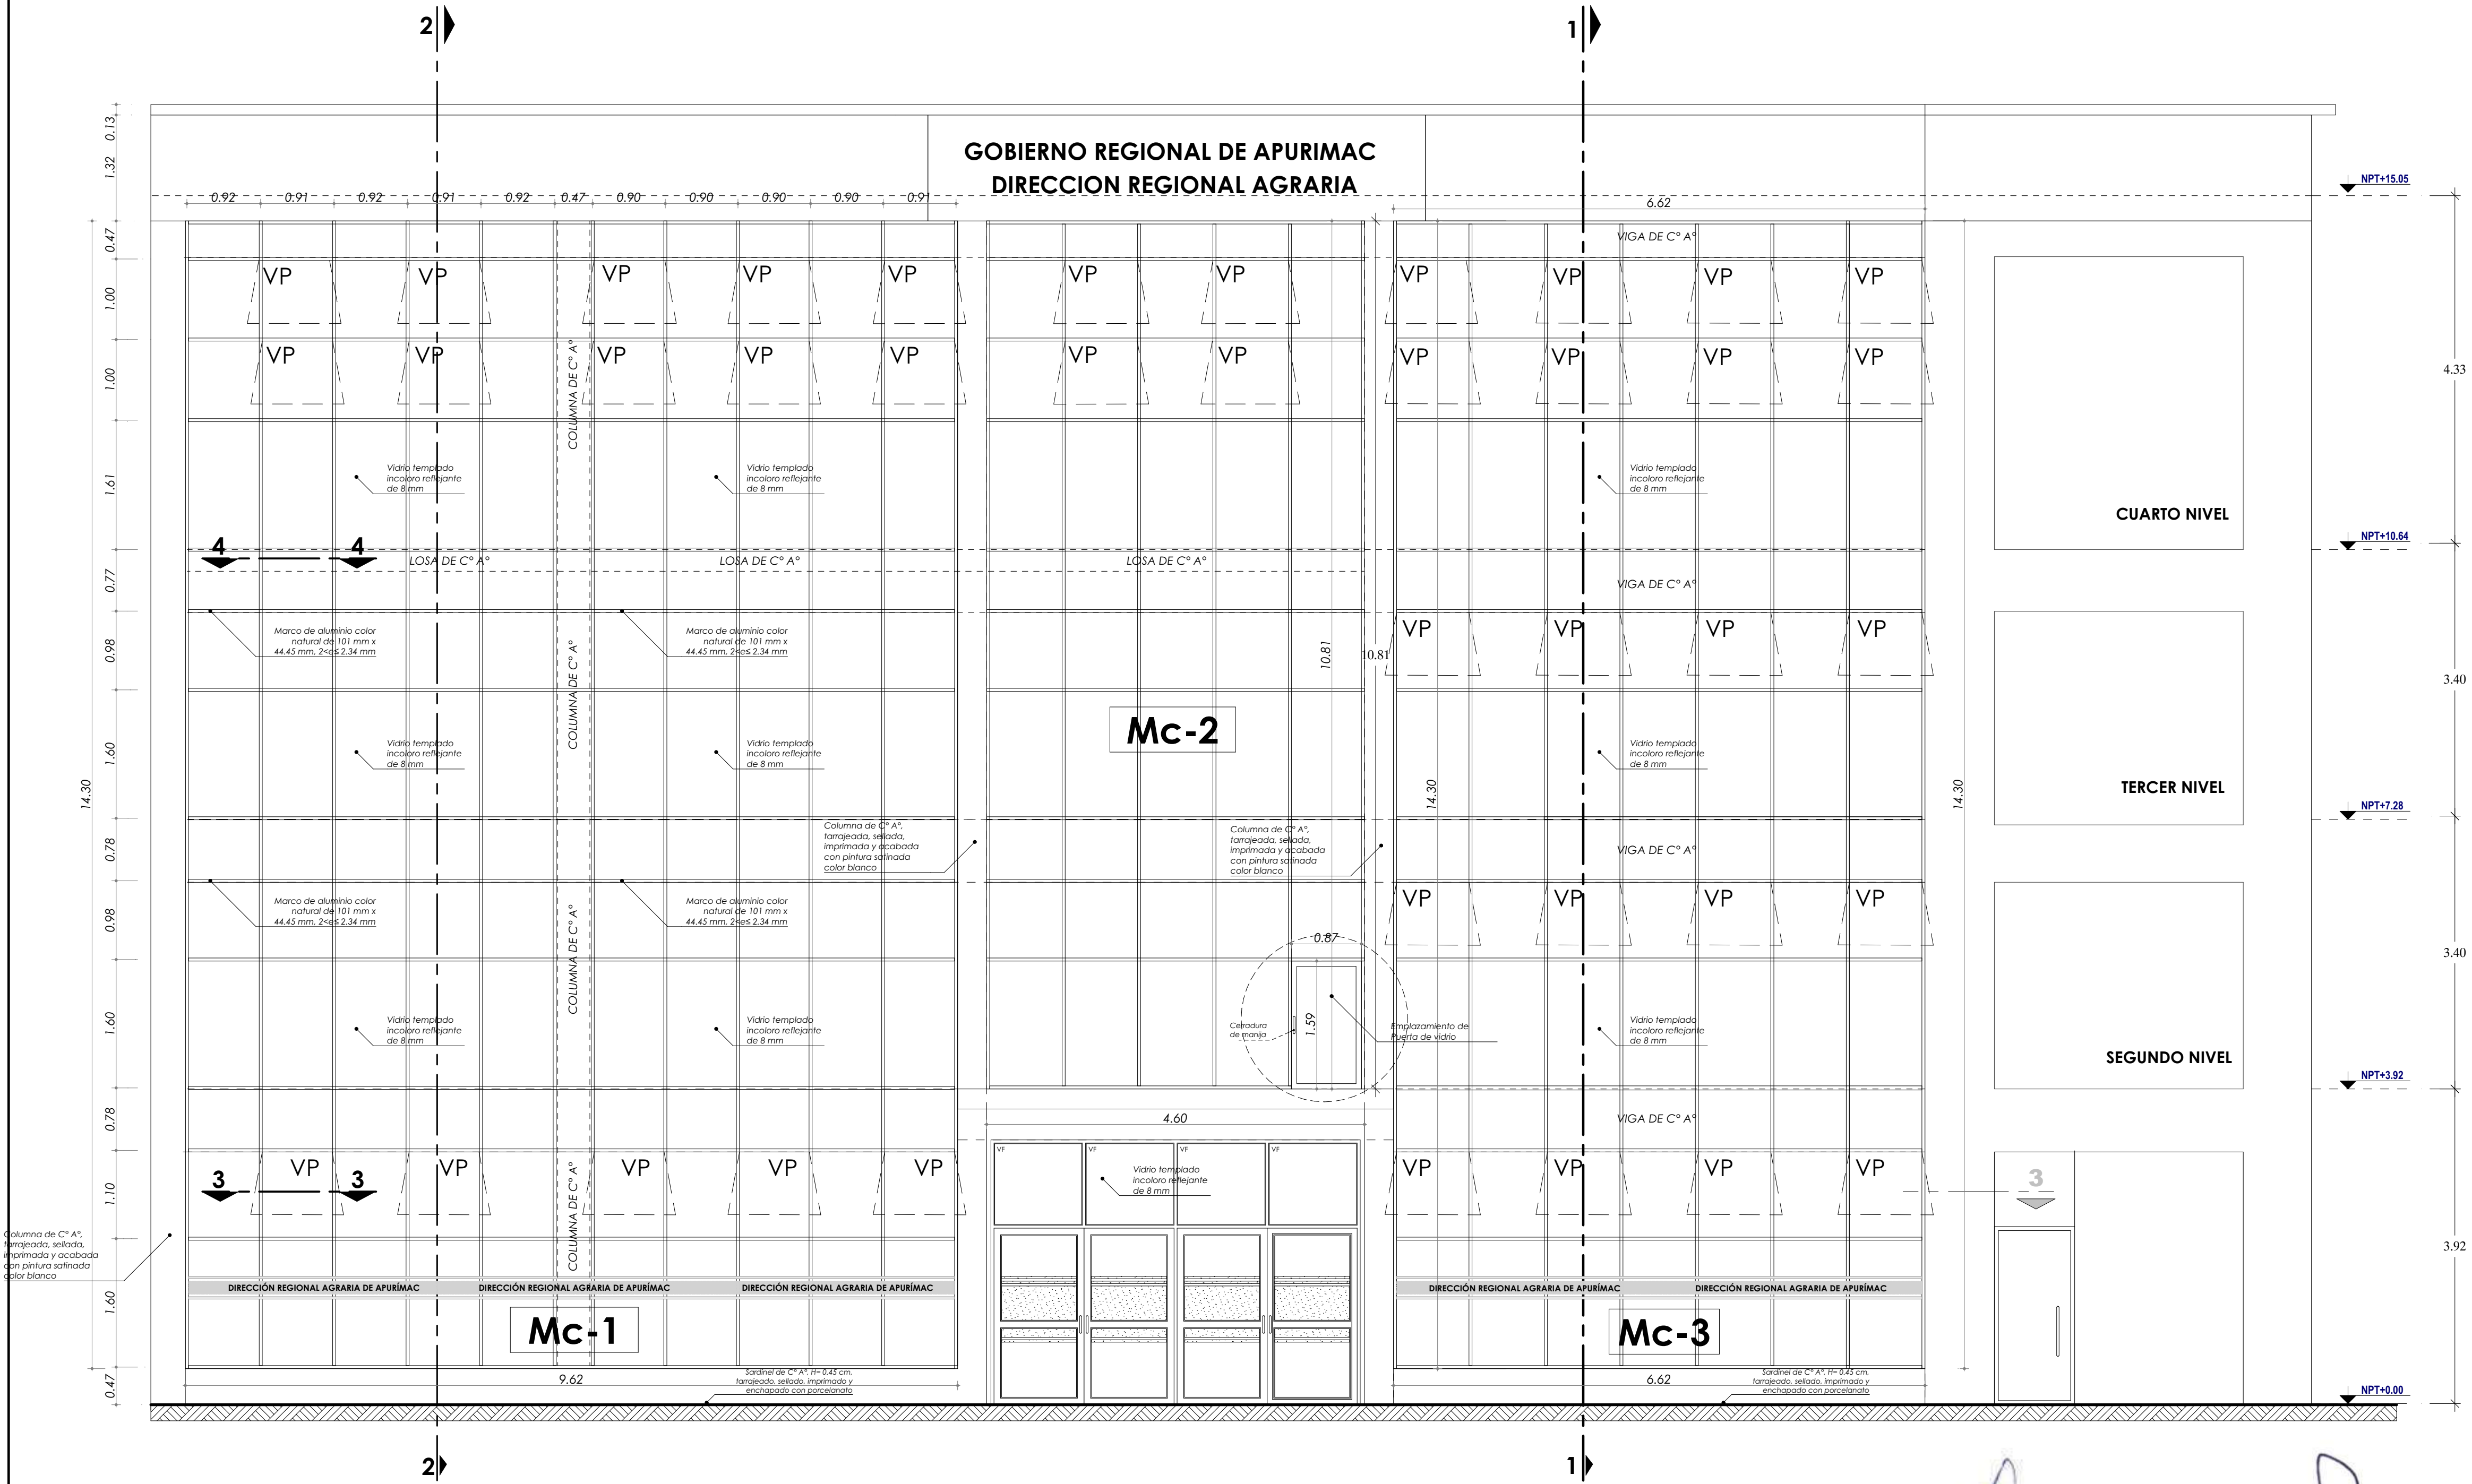 2
1
GOBIERNO REGIONAL DE APURIMAC
DIRECCION REGIONAL AGRARIA
NPT+15.05
0.13
1.32
0.92
0.91
0.92
0.91
0.92
0.47
0.90
0.90
0.90
0.90
0.91
6.62
0.47
VIGA DE C° A°
VP
VP
VP
VP
VP
VP
VP
VP
VP
VP
VP
1.00
VP
VP
VP
VP
VP
VP
VP
VP
VP
VP
VP
1.00
COLUMNA DE C° A°
4.33
Vidrio templado
incoloro reflejante
de 8 mm
Vidrio templado
incoloro reflejante
de 8 mm
Vidrio templado
incoloro reflejante
de 8 mm
1.61
CUARTO NIVEL
NPT+10.64
4
4
LOSA DE C° A°
LOSA DE C° A°
LOSA DE C° A°
0.77
VIGA DE C° A°
Marco de aluminio color
natural de 101 mm x
44.45 mm, 2<e≤ 2.34 mm
Marco de aluminio color
natural de 101 mm x
44.45 mm, 2<e≤ 2.34 mm
VP
VP
VP
VP
0.98
10.81
10.81
3.40
COLUMNA DE C° A°
Mc-2
Vidrio templado
incoloro reflejante
de 8 mm
Vidrio templado
incoloro reflejante
de 8 mm
Vidrio templado
incoloro reflejante
de 8 mm
1.60
14.30
14.30
14.30
TERCER NIVEL
NPT+7.28
Columna de C° A°,
tarrajeada, sellada,
imprimada y acabada
con pintura satinada
color blanco
Columna de C° A°,
tarrajeada, sellada,
imprimada y acabada
con pintura satinada
color blanco
0.78
VIGA DE C° A°
Marco de aluminio color
natural de 101 mm x
44.45 mm, 2<e≤ 2.34 mm
Marco de aluminio color
natural de 101 mm x
44.45 mm, 2<e≤ 2.34 mm
VP
VP
VP
VP
0.98
0.87
3.40
COLUMNA DE C° A°
Vidrio templado
incoloro reflejante
de 8 mm
Vidrio templado
incoloro reflejante
de 8 mm
Cerradura
de manija
1.59
Emplazamiento de
Puerta de vidrio
Vidrio templado
incoloro reflejante
de 8 mm
1.60
SEGUNDO NIVEL
NPT+3.92
0.78
4.60
VIGA DE C° A°
VF
VF
VF
VF
VP
VP
VP
VP
VP
VP
VP
VP
VP
Vidrio templado
incoloro reflejante
de 8 mm
3
3
3
1.10
COLUMNA DE C° A°
Columna de C° A°,
tarrajeada, sellada,
imprimada y acabada
con pintura satinada
color blanco
3.92
DIRECCIÓN REGIONAL AGRARIA DE APURÍMAC
DIRECCIÓN REGIONAL AGRARIA DE APURÍMAC
DIRECCIÓN REGIONAL AGRARIA DE APURÍMAC
DIRECCIÓN REGIONAL AGRARIA DE APURÍMAC
DIRECCIÓN REGIONAL AGRARIA DE APURÍMAC
1.60
Mc-1
Mc-3
0.47
9.62
Sardinel de C° A°, H= 0.45 cm,
tarrajeado, sellado, imprimado y
enchapado con porcelanato
6.62
Sardinel de C° A°, H= 0.45 cm,
tarrajeado, sellado, imprimado y
enchapado con porcelanato
NPT+0.00
2
1